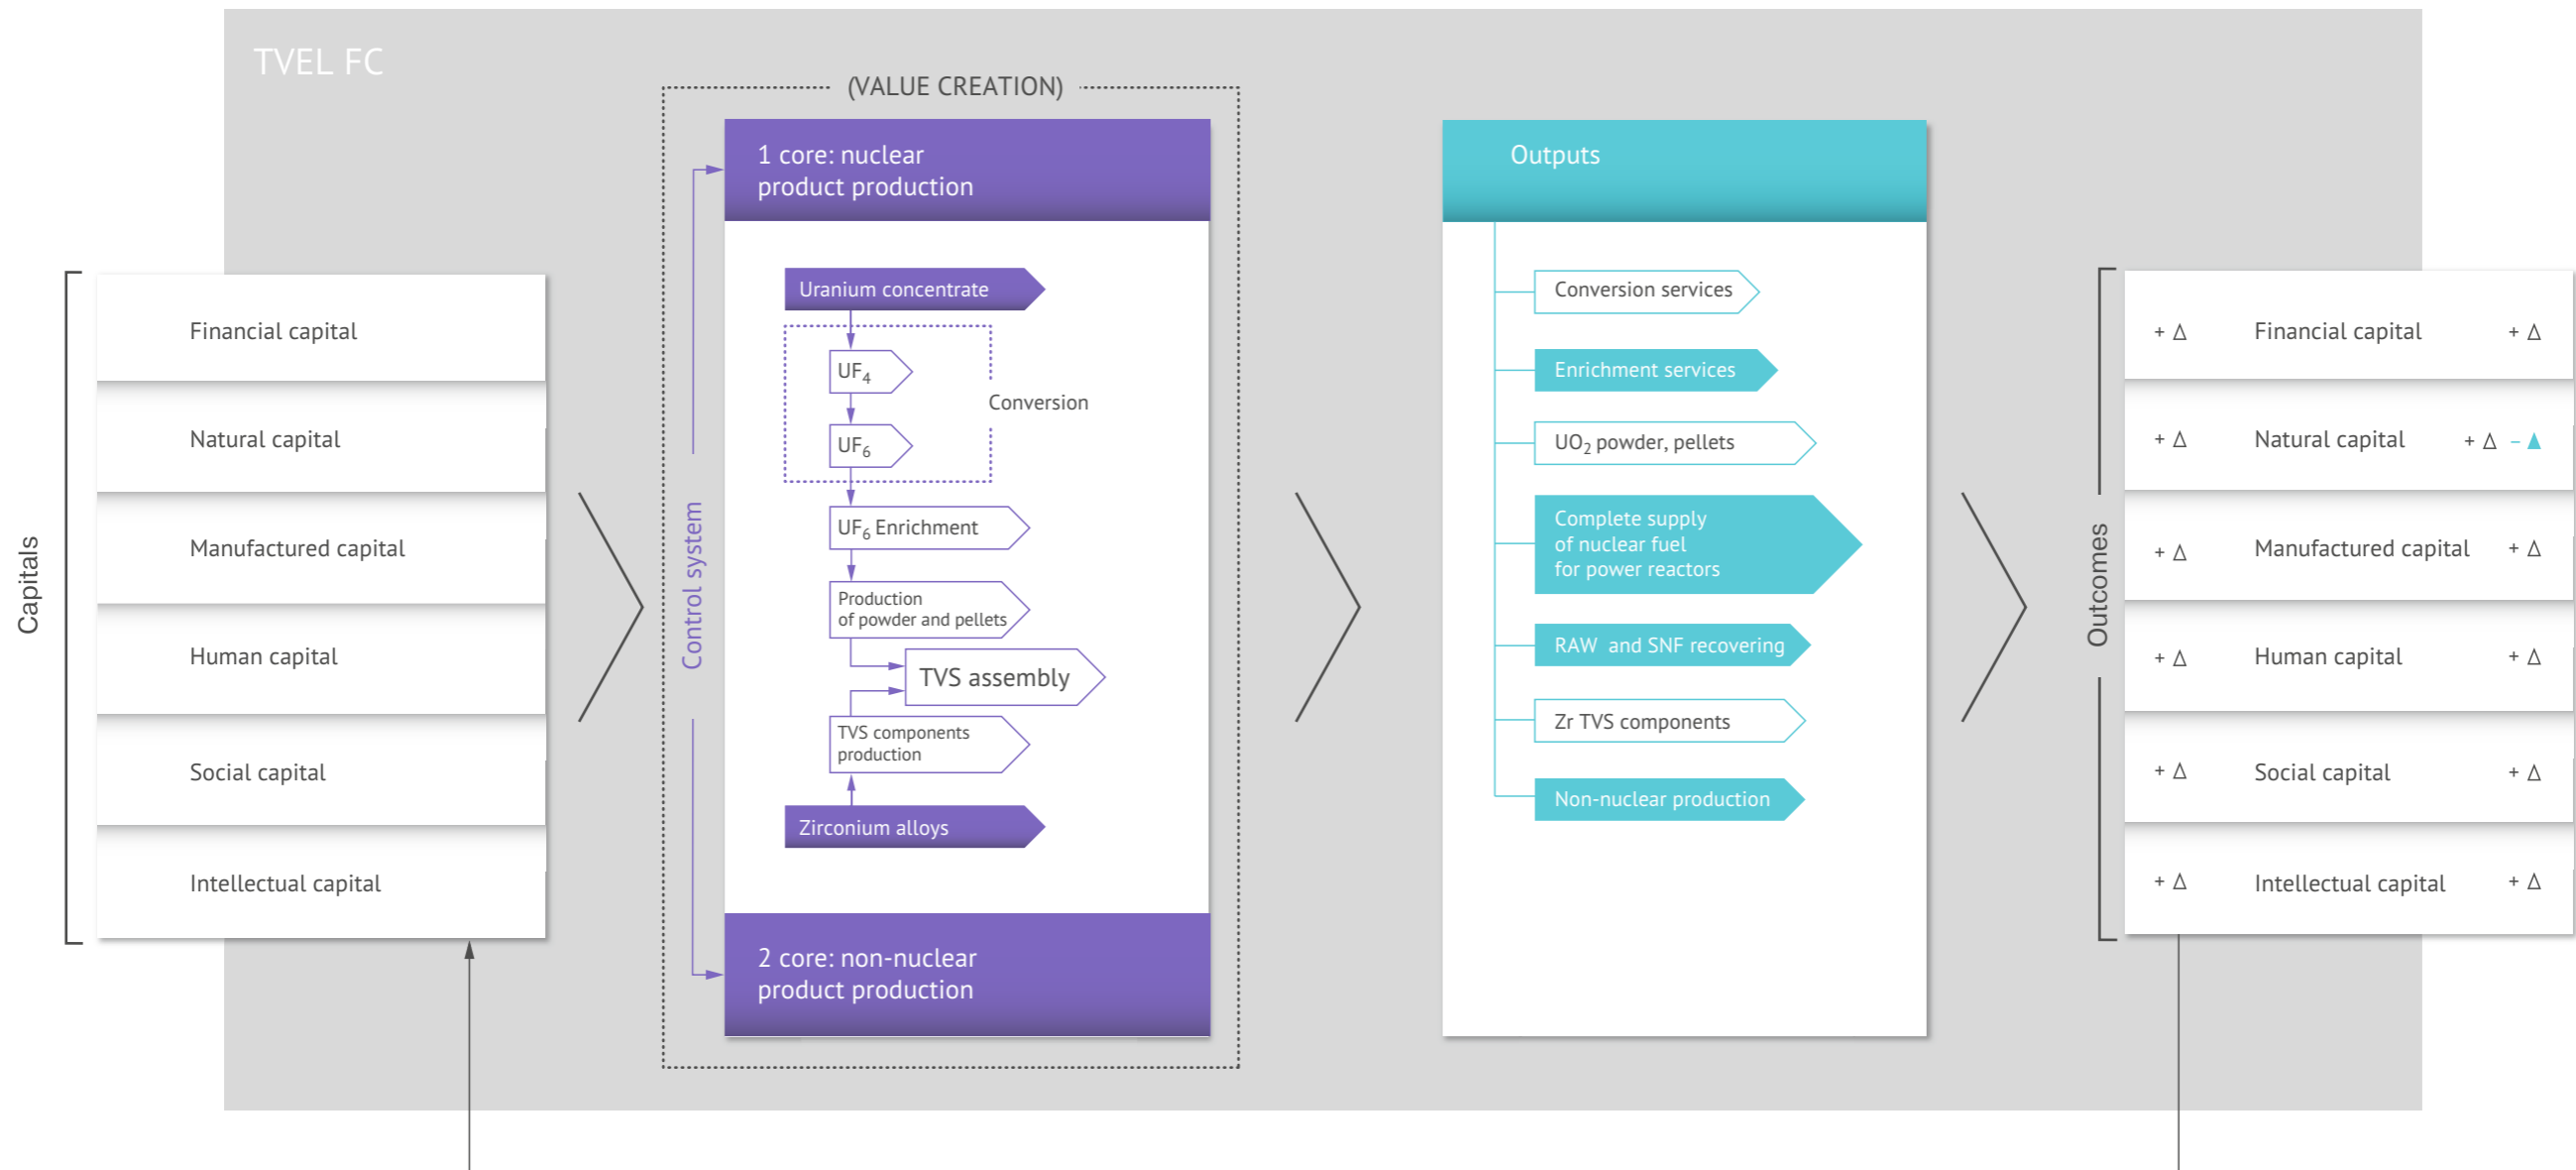 TVEL FC
(VALUE CREATION)
Capitals
Financial capital
Natural capital
Manufactured capital
Human capital
Social capital
Intellectual capital
Control system
1 core: nuclear
product production
Uranium concentrate
UF4
UF6
Conversion
UF6 Enrichment
Production
of powder and pellets
TVS assembly
TVS components
production
Zirconium alloys
2 core: non-nuclear
product production
Outputs
Conversion services
Enrichment services
UO2 powder, pellets
Complete supply
of nuclear fuel
for power reactors
RAW and SNF recovering
Zr TVS components
Non-nuclear production
Outcomes
+ Δ Financial capital + Δ
+ Δ Natural capital + Δ – ▲
+ Δ Manufactured capital + Δ
+ Δ Human capital + Δ
+ Δ Social capital + Δ
+ Δ Intellectual capital + Δ